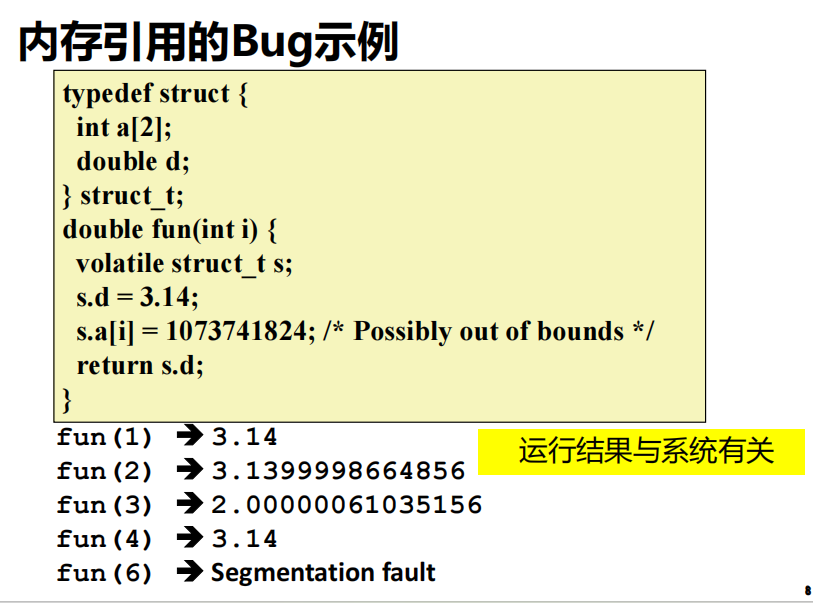 内存引用的Bug示例
typedef struct {
int a[2];
double d;
} struct_t;
double fun(int i) {
volatile struct_t s;
s.d = 3.14;
s.a[i] = 1073741824; /* Possibly out of bounds */
return s.d;
}
fun(1) ➔ 3.14
运行结果与系统有关
fun(2) ➔ 3.1399998664856
fun(3) ➔ 2.00000061035156
fun(4) ➔ 3.14
fun(6) ➔ Segmentation fault
8